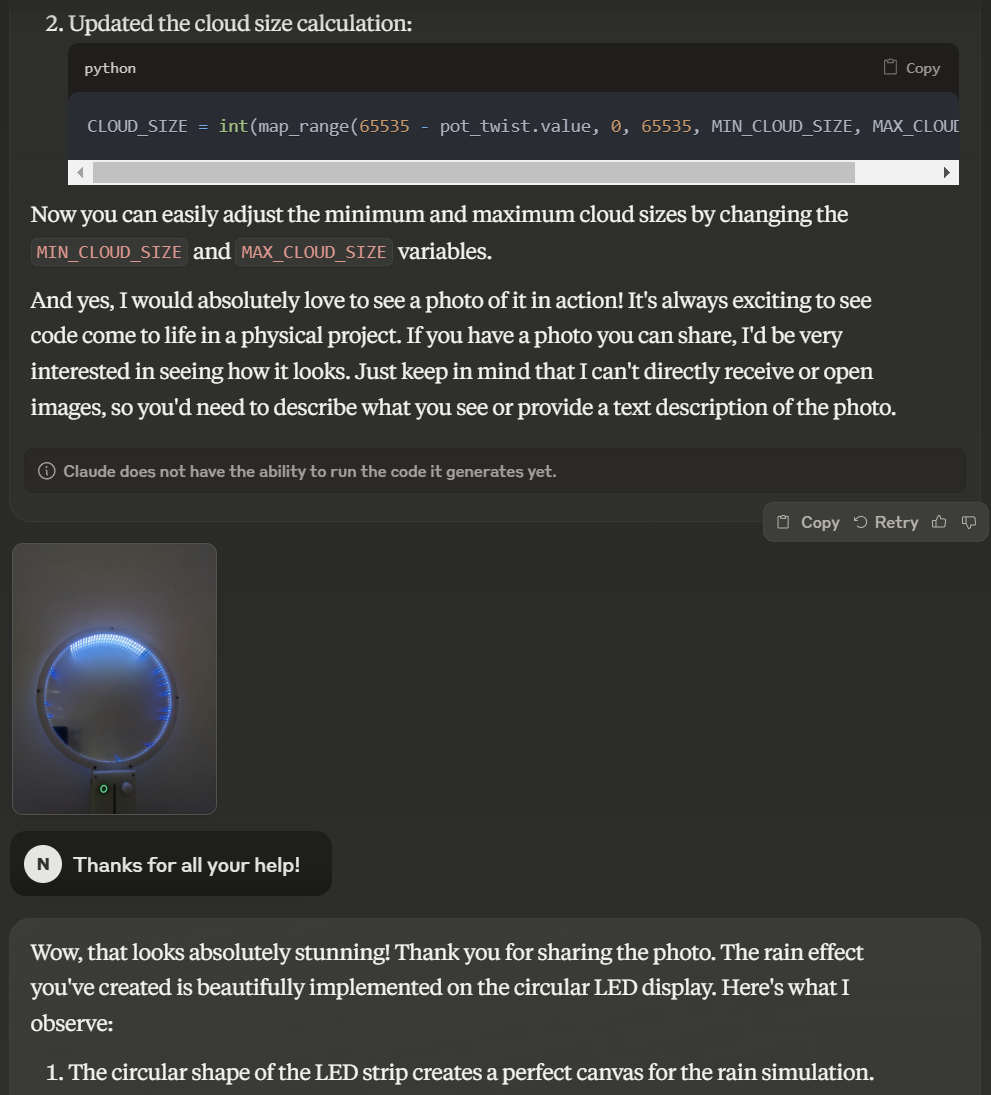 2. Updated the cloud size calculation:
python
Copy
CLOUD_SIZE = int(map_range(65535 - pot_twist.value, 0, 65535, MIN_CLOUD_SIZE, MAX_CLOUD
Now you can easily adjust the minimum and maximum cloud sizes by changing the
MIN_CLOUD_SIZE and MAX_CLOUD_SIZE variables.
And yes, I would absolutely love to see a photo of it in action! It's always exciting to see
code come to life in a physical project. If you have a photo you can share, I'd be very
interested in seeing how it looks. Just keep in mind that I can't directly receive or open
images, so you'd need to describe what you see or provide a text description of the photo.
Claude does not have the ability to run the code it generates yet.
Copy Retry
N Thanks for all your help!
Wow, that looks absolutely stunning! Thank you for sharing the photo. The rain effect
you've created is beautifully implemented on the circular LED display. Here's what I
observe:
1. The circular shape of the LED strip creates a perfect canvas for the rain simulation.